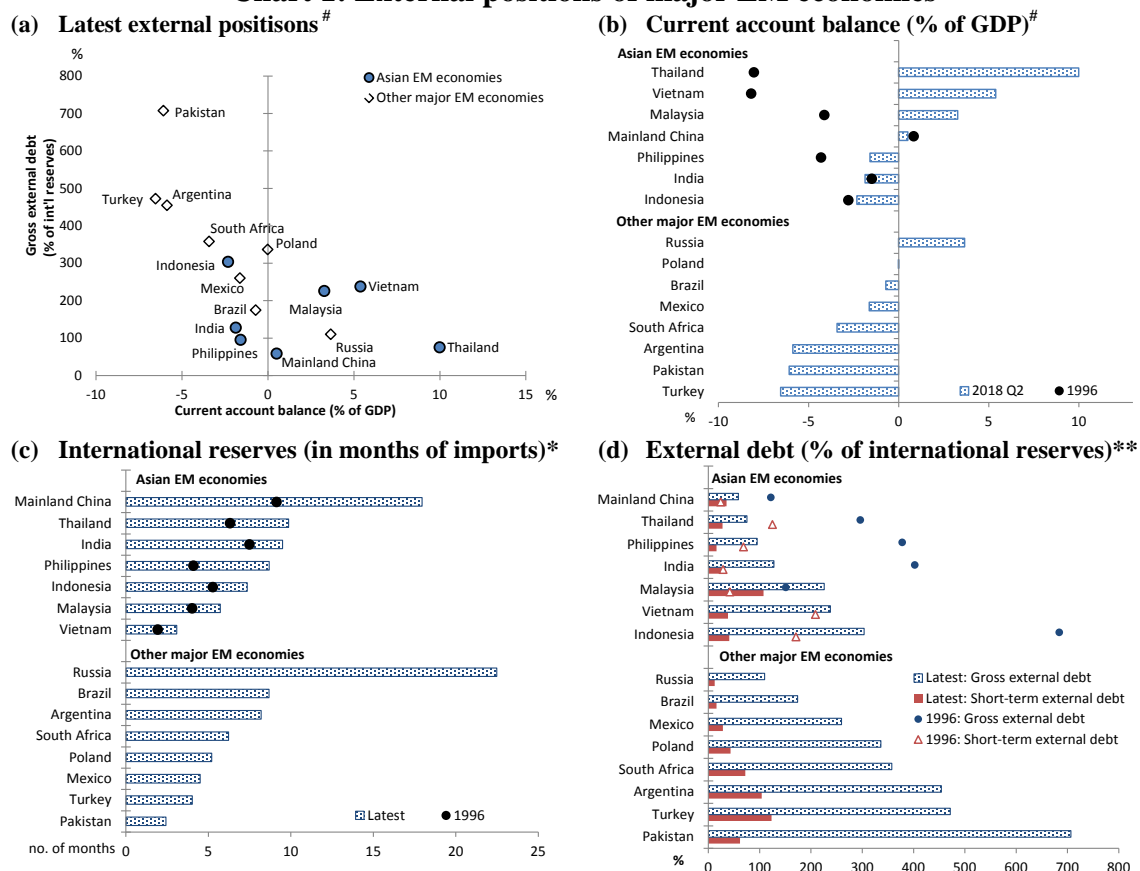 (a) Latest external positions #
%
800
700
600
500
400
300
200
100
0
Gross external debt
(% of int'l reserves)
Asian EM economies
Other major EM economies
Pakistan
Turkey
Argentina
South Africa
Poland
Indonesia
Mexico
Vietnam
Malaysia
Brazil
India
Russia
Philippines
Thailand
Mainland China
-10 -5 0 5 10 15 %
Current account balance (% of GDP)
(b) Current account balance (% of GDP)#
Asian EM economies
Thailand
Vietnam
Malaysia
Mainland China
Philippines
India
Indonesia
Other major EM economies
Russia
Poland
Brazil
Mexico
South Africa
Argentina
Pakistan
Turkey
2018 Q2 1996
% -10 -5 0 5 10
(c) International reserves (in months of imports)*
Asian EM economies
Mainland China
Thailand
India
Philippines
Indonesia
Malaysia
Vietnam
Other major EM economies
Russia
Brazil
Argentina
South Africa
Poland
Mexico
Turkey
Pakistan
Latest 1996
no. of months 0 5 10 15 20 25
(d) External debt (% of international reserves)**
Asian EM economies
Mainland China
Thailand
Philippines
India
Malaysia
Vietnam
Indonesia
Other major EM economies
Russia
Brazil
Mexico
Poland
South Africa
Argentina
Turkey
Pakistan
Latest: Gross external debt
Latest: Short-term external debt
1996: Gross external debt
1996: Short-term external debt
% 0 100 200 300 400 500 600 700 800